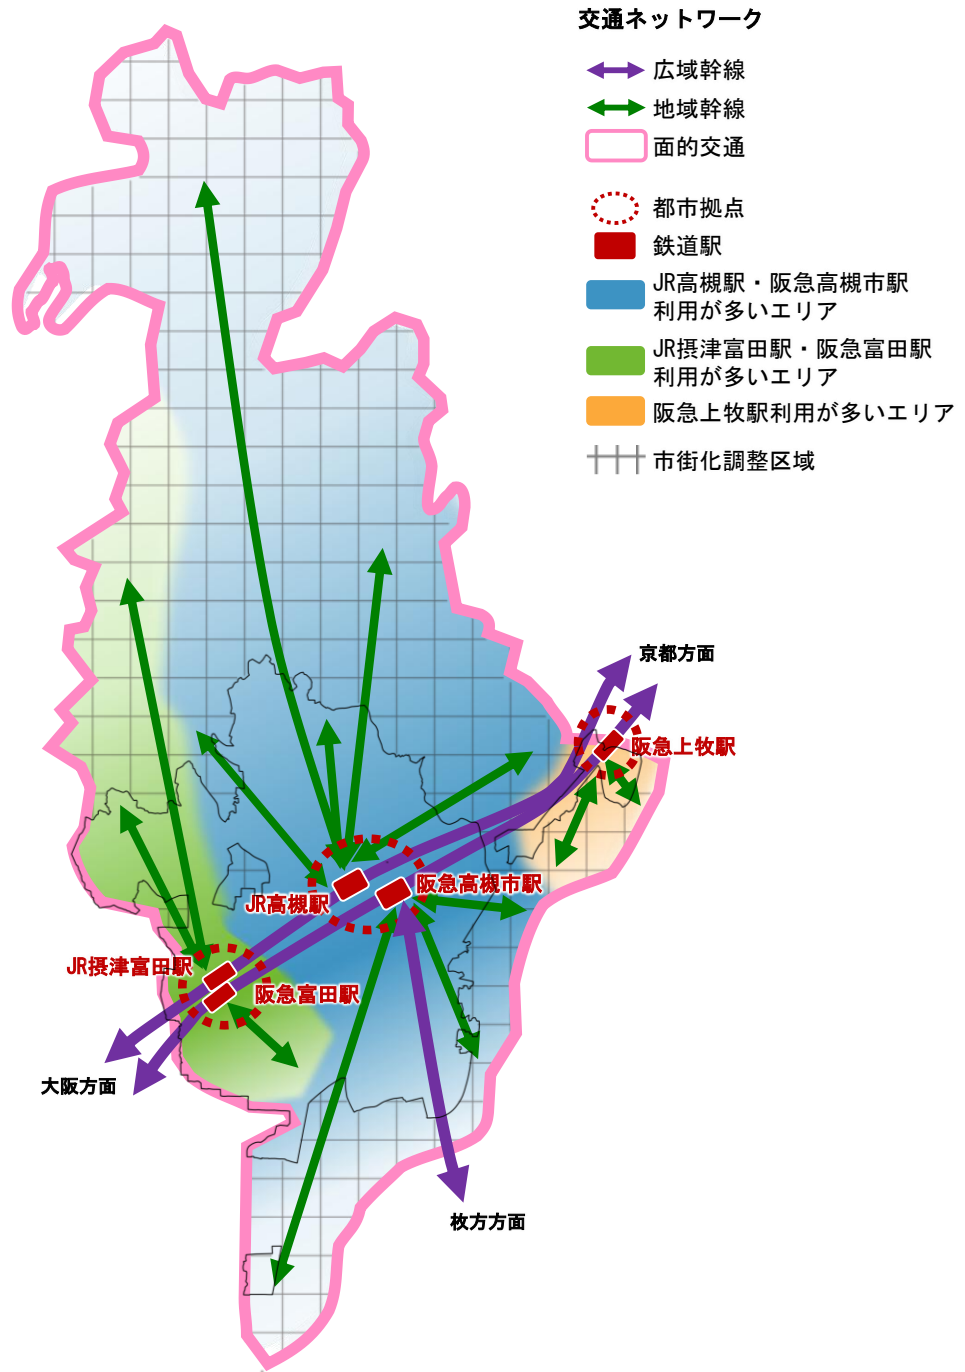 交通ネットワーク
広域幹線
地域幹線
面的交通
都市拠点
鉄道駅
JR高槻駅・阪急高槻市駅
利用が多いエリア
JR摂津富田駅・阪急富田駅
利用が多いエリア
阪急上牧駅利用が多いエリア
市街化調整区域
京都方面
阪急上牧駅
阪急高槻市駅
JR高槻駅
JR摂津富田駅
阪急富田駅
大阪方面
枚方方面